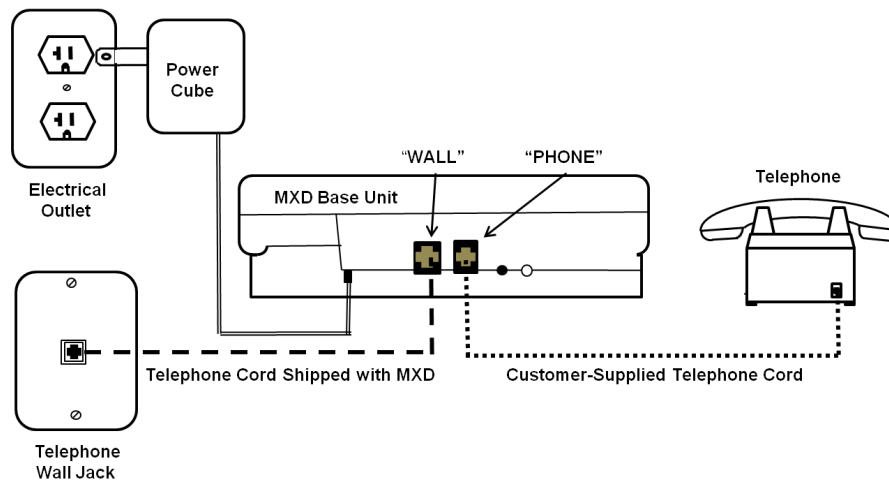 Power
Cube
"WALL"
"PHONE"
Electrical
Outlet
MXD Base Unit
Telephone
Telephone Cord Shipped with MXD
Customer-Supplied Telephone Cord
Telephone
Wall Jack